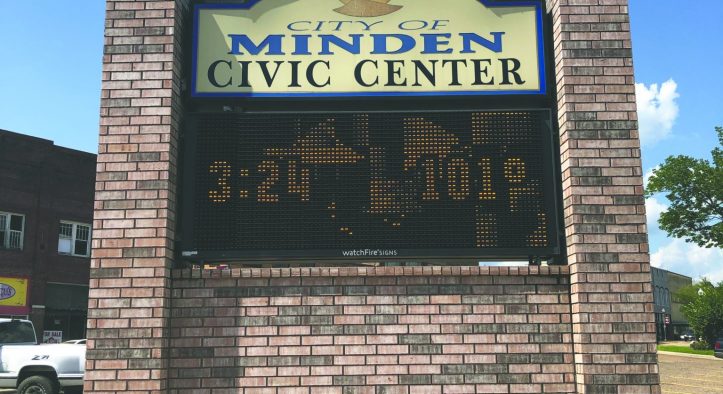 CITY OF
MINDEN
CIVIC CENTER
3:24 101°
watchFire SIGNS